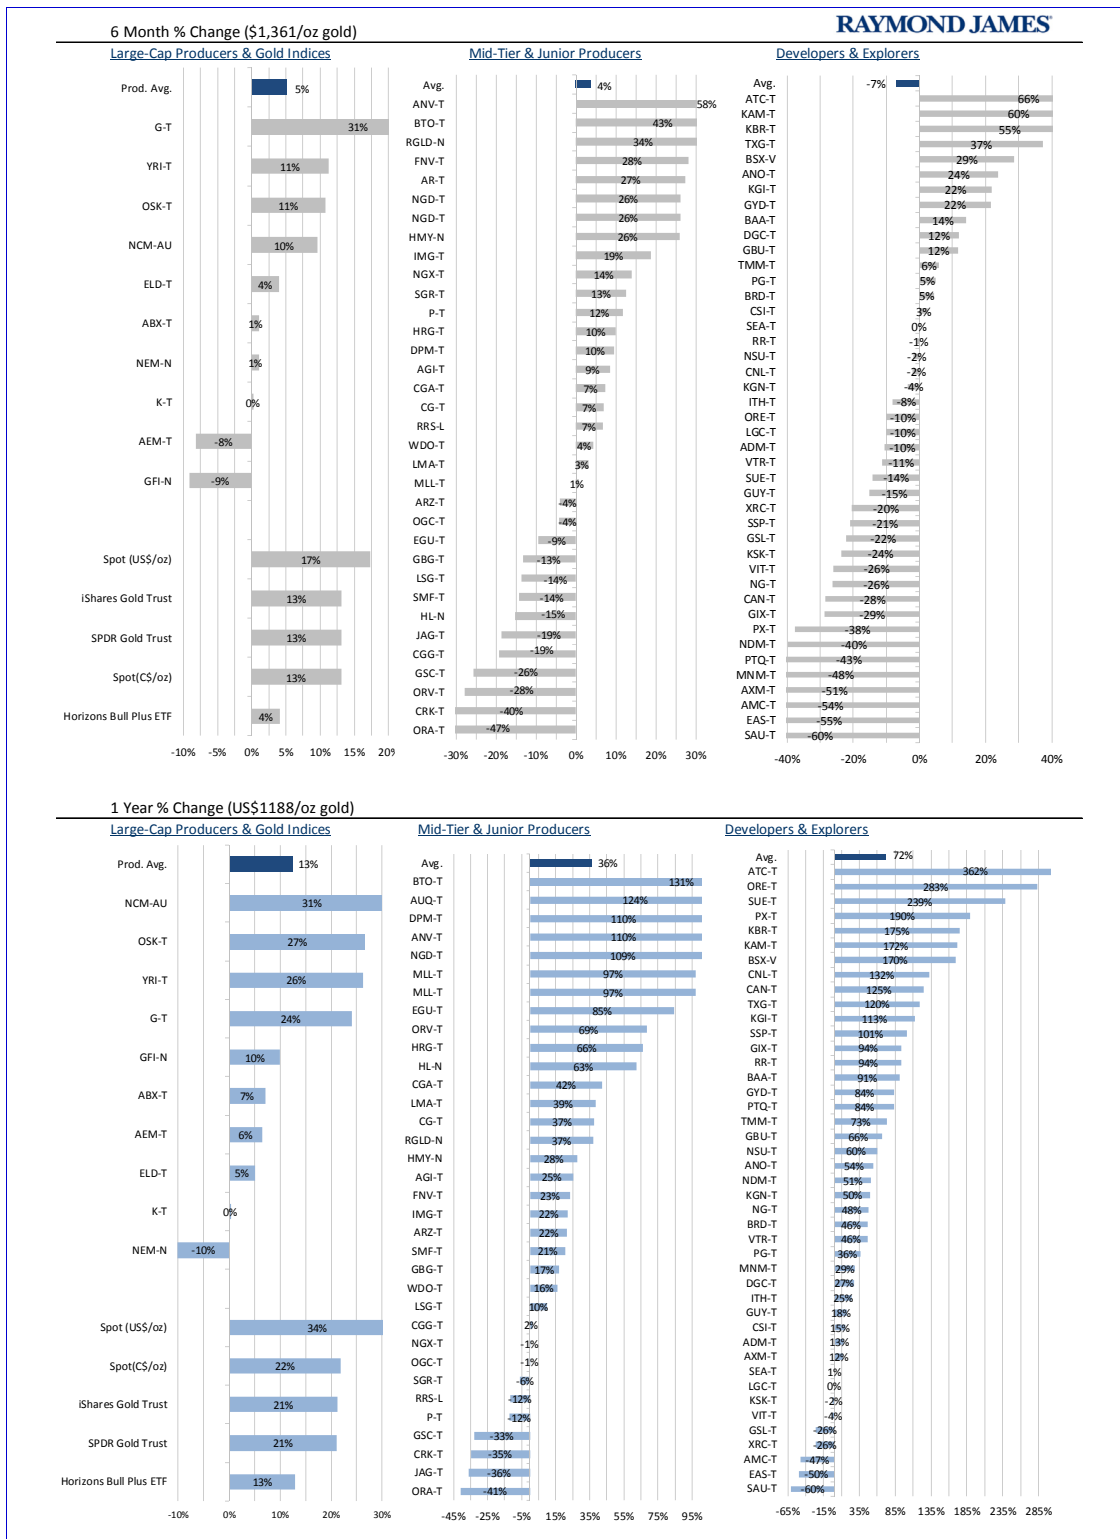 6 Month % Change ($1,361/oz gold)
RAYMOND JAMES
Large-Cap Producers & Gold Indices
Prod. Avg. 5%
G-T 31%
YRI-T 11%
OSK-T 11%
NCM-AU 10%
ELD-T 4%
ABX-T 1%
NEM-N 1%
K-T 0%
AEM-T -8%
GFI-N -9%
Spot (US$/oz) 17%
iShares Gold Trust 13%
SPDR Gold Trust 13%
Spot(C$/oz) 13%
Horizons Bull Plus ETF 4%
-10% -5% 0% 5% 10% 15% 20%
Mid-Tier & Junior Producers
Avg. 4%
ANV-T 58%
BTO-T 43%
RGLD-N 34%
FNV-T 28%
AR-T 27%
NGD-T 26%
NGD-T 26%
HMY-N 26%
IMG-T 19%
NGX-T 14%
SGR-T 13%
P-T 12%
HRG-T 10%
DPM-T 10%
AGI-T 9%
CGA-T 7%
CG-T 7%
RRS-L 7%
WDO-T 4%
LMA-T 3%
MLL-T 1%
ARZ-T -4%
OGC-T -4%
EGU-T -9%
GBG-T -13%
LSG-T -14%
SMF-T -14%
HL-N -15%
JAG-T -19%
CGG-T -19%
GSC-T -26%
ORV-T -28%
CRK-T -40%
ORA-T -47%
-30% -20% -10% 0% 10% 20% 30%
Developers & Explorers
Avg. -7%
ATC-T 66%
KAM-T 60%
KBR-T 55%
TXG-T 37%
BSX-V 29%
ANO-T 24%
KGI-T 22%
GYD-T 22%
BAA-T 14%
DGC-T 12%
GBU-T 12%
TMM-T 6%
PG-T 5%
BRD-T 5%
CSI-T 3%
SEA-T 0%
RR-T -1%
NSU-T -2%
CNL-T -2%
KGN-T -4%
ITH-T -8%
ORE-T -10%
LGC-T -10%
ADM-T -10%
VTR-T -11%
SUE-T -14%
GUY-T -15%
XRC-T -20%
SSP-T -21%
GSL-T -22%
KSK-T -24%
VIT-T -26%
NG-T -26%
CAN-T -28%
GIX-T -29%
PX-T -38%
NDM-T -40%
PTQ-T -43%
MNM-T -48%
AXM-T -51%
AMC-T -54%
EAS-T -55%
SAU-T -60%
-40% -20% 0% 20% 40%
1 Year % Change (US$1188/oz gold)
Large-Cap Producers & Gold Indices
Prod. Avg. 13%
NCM-AU 31%
OSK-T 27%
YRI-T 26%
G-T 24%
GFI-N 10%
ABX-T 7%
AEM-T 6%
ELD-T 5%
K-T 0%
NEM-N -10%
Spot (US$/oz) 34%
Spot(C$/oz) 22%
iShares Gold Trust 21%
SPDR Gold Trust 21%
Horizons Bull Plus ETF 13%
-10% 0% 10% 20% 30%
Mid-Tier & Junior Producers
Avg. 36%
BTO-T 131%
AUQ-T 124%
DPM-T 110%
ANV-T 110%
NGD-T 109%
MLL-T 97%
MLL-T 97%
EGU-T 85%
ORV-T 69%
HRG-T 66%
HL-N 63%
CGA-T 42%
LMA-T 39%
CG-T 37%
RGLD-N 37%
HMY-N 28%
AGI-T 25%
FNV-T 23%
IMG-T 22%
ARZ-T 22%
SMF-T 21%
GBG-T 17%
WDO-T 16%
LSG-T 10%
CGG-T 2%
NGX-T -1%
OGC-T -1%
SGR-T -6%
RRS-L -12%
P-T -12%
GSC-T -33%
CRK-T -35%
JAG-T -36%
ORA-T -41%
-45% -25% -5% 15% 35% 55% 75% 95%
Developers & Explorers
Avg. 72%
ATC-T 362%
ORE-T 283%
SUE-T 239%
PX-T 190%
KBR-T 175%
KAM-T 172%
BSX-V 170%
CNL-T 132%
CAN-T 125%
TXG-T 120%
KGI-T 113%
SSP-T 101%
GIX-T 94%
RR-T 94%
BAA-T 91%
GYD-T 84%
PTQ-T 84%
TMM-T 73%
GBU-T 66%
NSU-T 60%
ANO-T 54%
NDM-T 51%
KGN-T 50%
NG-T 48%
BRD-T 46%
VTR-T 46%
PG-T 36%
MNM-T 29%
DGC-T 27%
ITH-T 25%
GUY-T 18%
CSI-T 15%
ADM-T 13%
AXM-T 12%
SEA-T 1%
LGC-T 0%
KSK-T -2%
VIT-T -4%
GSL-T -26%
XRC-T -26%
AMC-T -47%
EAS-T -50%
SAU-T -60%
-65% -15% 35% 85% 135% 185% 235% 285%